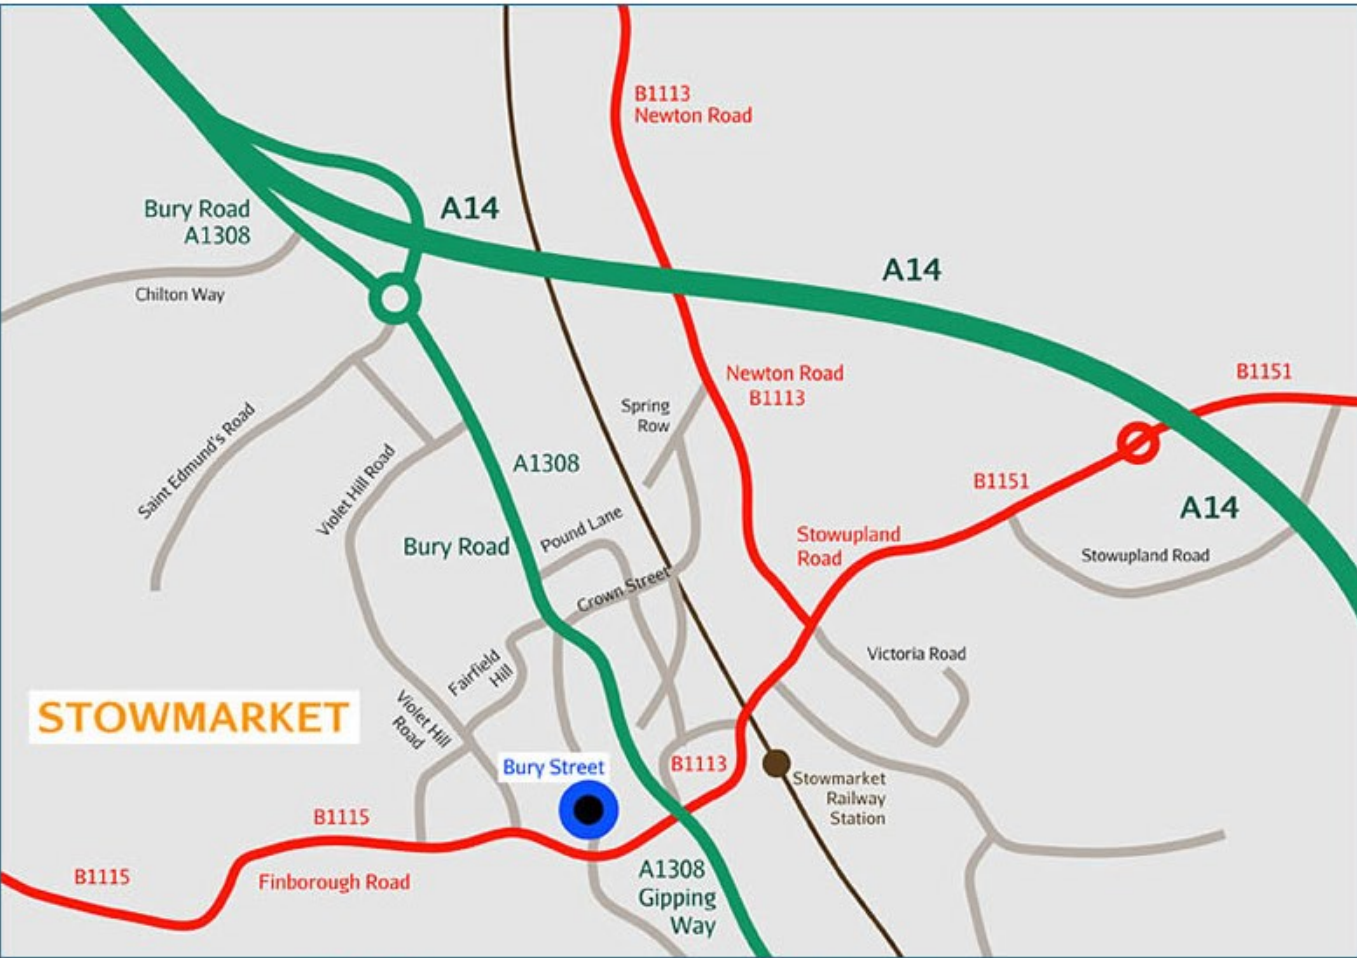 B1113
Newton Road
Bury Road
A1308
A14
A14
Chilton Way
Newton Road
B1113
B1151
Spring
Row
Saint Edmund's Road
Violet Hill Road
A1308
B1151
A14
Pound Lane
Bury Road
Stowupland
Road
Stowupland Road
Crown Street
Fairfield
Hill
Victoria Road
STOWMARKET
Violet Hill
Road
Bury Street
B1113
Stowmarket
Railway
Station
B1115
B1115
Finborough Road
A1308
Gipping
Way